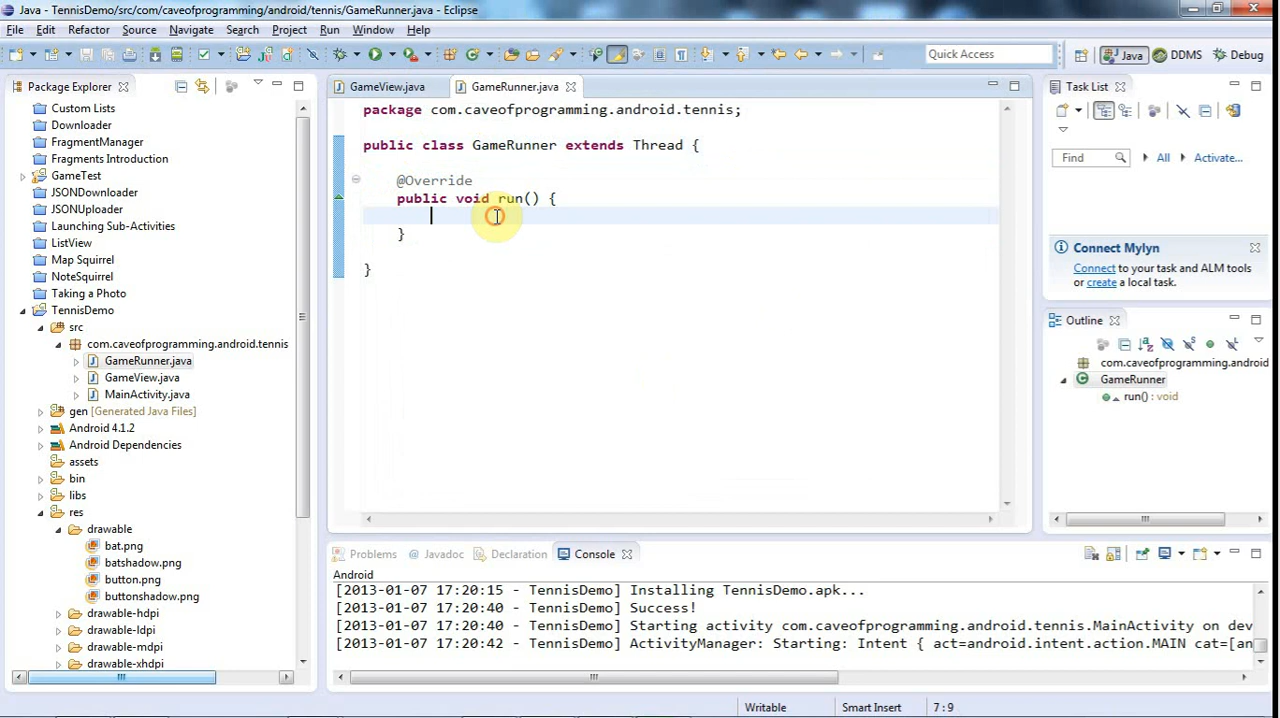 Java - TennisDemo/src/com/caveofprogramming/android/tennis/GameRunner.java - Eclipse
File Edit Refactor Source Navigate Search Project Run Window Help
Quick Access
Java
DDMS
Debug
Package Explorer
Custom Lists
Downloader
FragmentManager
Fragments Introduction
GameTest
JSONDownloader
JSONUploader
Launching Sub-Activities
ListView
Map Squirrel
NoteSquirrel
Taking a Photo
TennisDemo
src
com.caveofprogramming.android.tennis
GameRunner.java
GameView.java
MainActivity.java
gen [Generated Java Files]
Android 4.1.2
Android Dependencies
assets
bin
libs
res
drawable
bat.png
batshadow.png
button.png
buttonshadow.png
drawable-hdpi
drawable-ldpi
drawable-mdpi
drawable-xhdpi
GameView.java
GameRunner.java
package com.caveofprogramming.android.tennis;
public class GameRunner extends Thread {
@Override
public void run() {
}
}
Task List
Find
All
Activate...
Connect Mylyn
Connect to your task and ALM tools
or create a local task.
Outline
com.caveofprogramming.android
GameRunner
run() : void
Problems
Javadoc
Declaration
Console
Android
[2013-01-07 17:20:15 - TennisDemo] Installing TennisDemo.apk...
[2013-01-07 17:20:40 - TennisDemo] Success!
[2013-01-07 17:20:40 - TennisDemo] Starting activity com.caveofprogramming.android.tennis.MainActivity on dev
[2013-01-07 17:20:42 - TennisDemo] ActivityManager: Starting: Intent { act=android.intent.action.MAIN cat=[an
Writable
Smart Insert
7 : 9